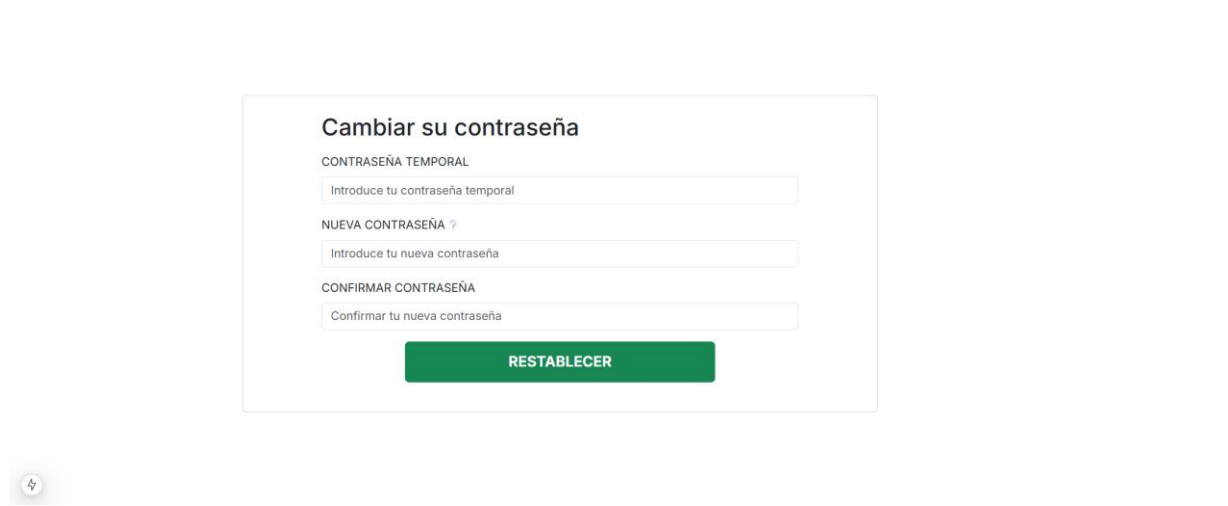 Cambiar su contraseña
CONTRASEÑA TEMPORAL
Introduce tu contraseña temporal
NUEVA CONTRASEÑA ❔
Introduce tu nueva contraseña
CONFIRMAR CONTRASEÑA
Confirmar tu nueva contraseña
RESTABLECER